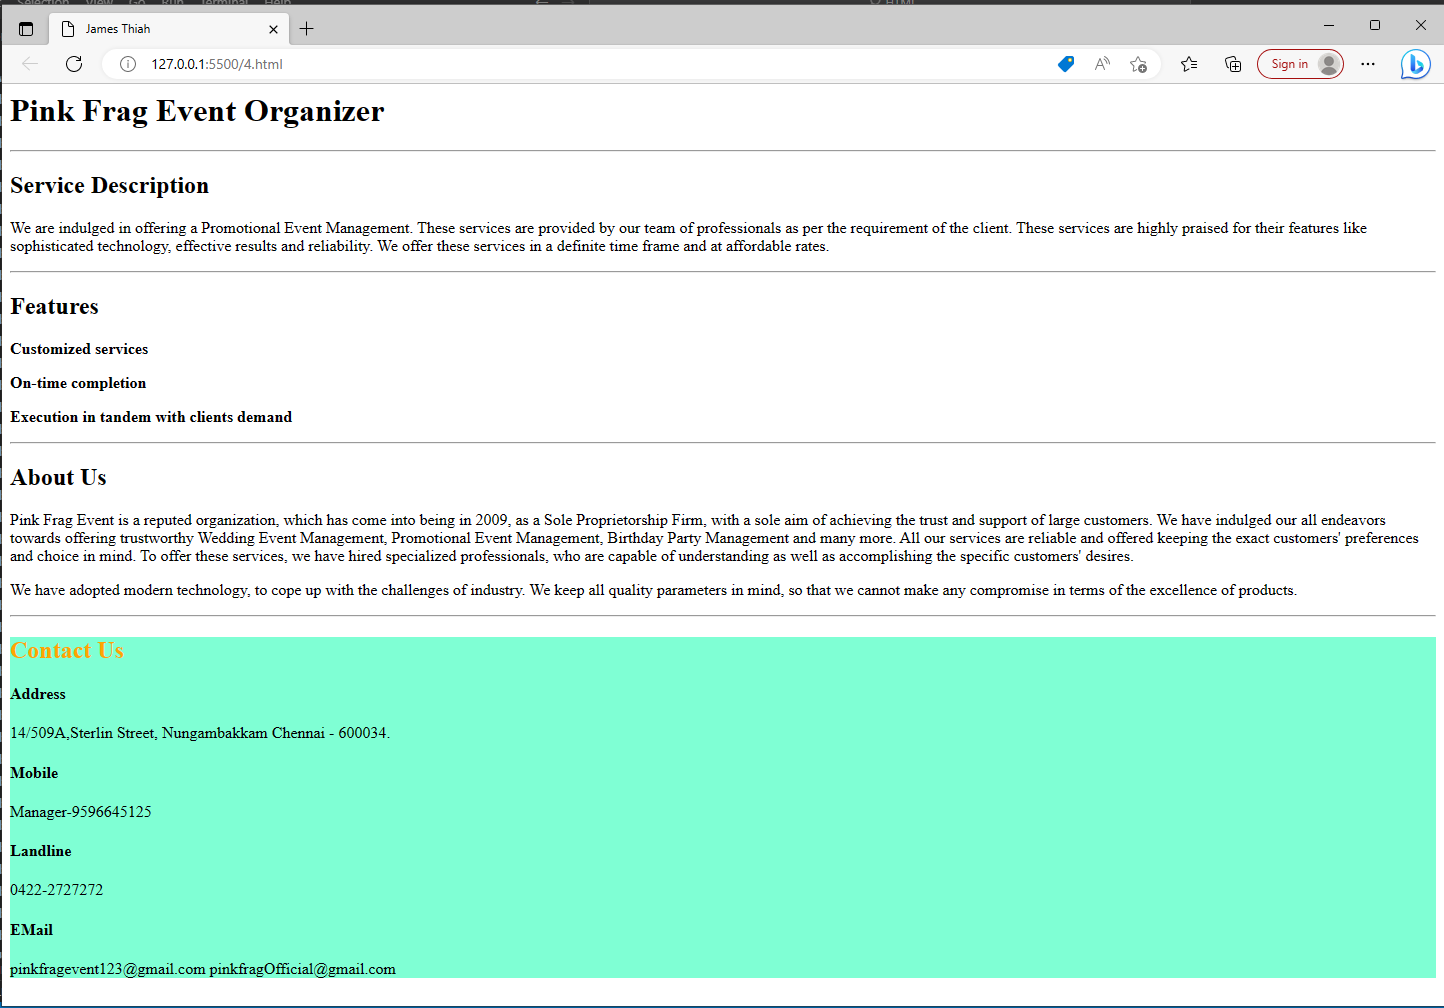 Selection View Go Run Terminal Help HTML
James Thiah
127.0.0.1:5500/4.html
Sign in
Pink Frag Event Organizer
Service Description
We are indulged in offering a Promotional Event Management. These services are provided by our team of professionals as per the requirement of the client. These services are highly praised for their features like
sophisticated technology, effective results and reliability. We offer these services in a definite time frame and at affordable rates.
Features
Customized services
On-time completion
Execution in tandem with clients demand
About Us
Pink Frag Event is a reputed organization, which has come into being in 2009, as a Sole Proprietorship Firm, with a sole aim of achieving the trust and support of large customers. We have indulged our all endeavors
towards offering trustworthy Wedding Event Management, Promotional Event Management, Birthday Party Management and many more. All our services are reliable and offered keeping the exact customers' preferences
and choice in mind. To offer these services, we have hired specialized professionals, who are capable of understanding as well as accomplishing the specific customers' desires.
We have adopted modern technology, to cope up with the challenges of industry. We keep all quality parameters in mind, so that we cannot make any compromise in terms of the excellence of products.
Contact Us
Address
14/509A,Sterlin Street, Nungambakkam Chennai - 600034.
Mobile
Manager-9596645125
Landline
0422-2727272
EMail
pinkfragevent123@gmail.com pinkfragOfficial@gmail.com